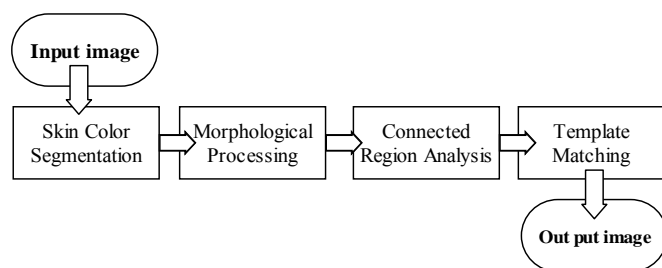 Input image
Skin Color
Segmentation
Morphological
Processing
Connected
Region Analysis
Template
Matching
Out put image